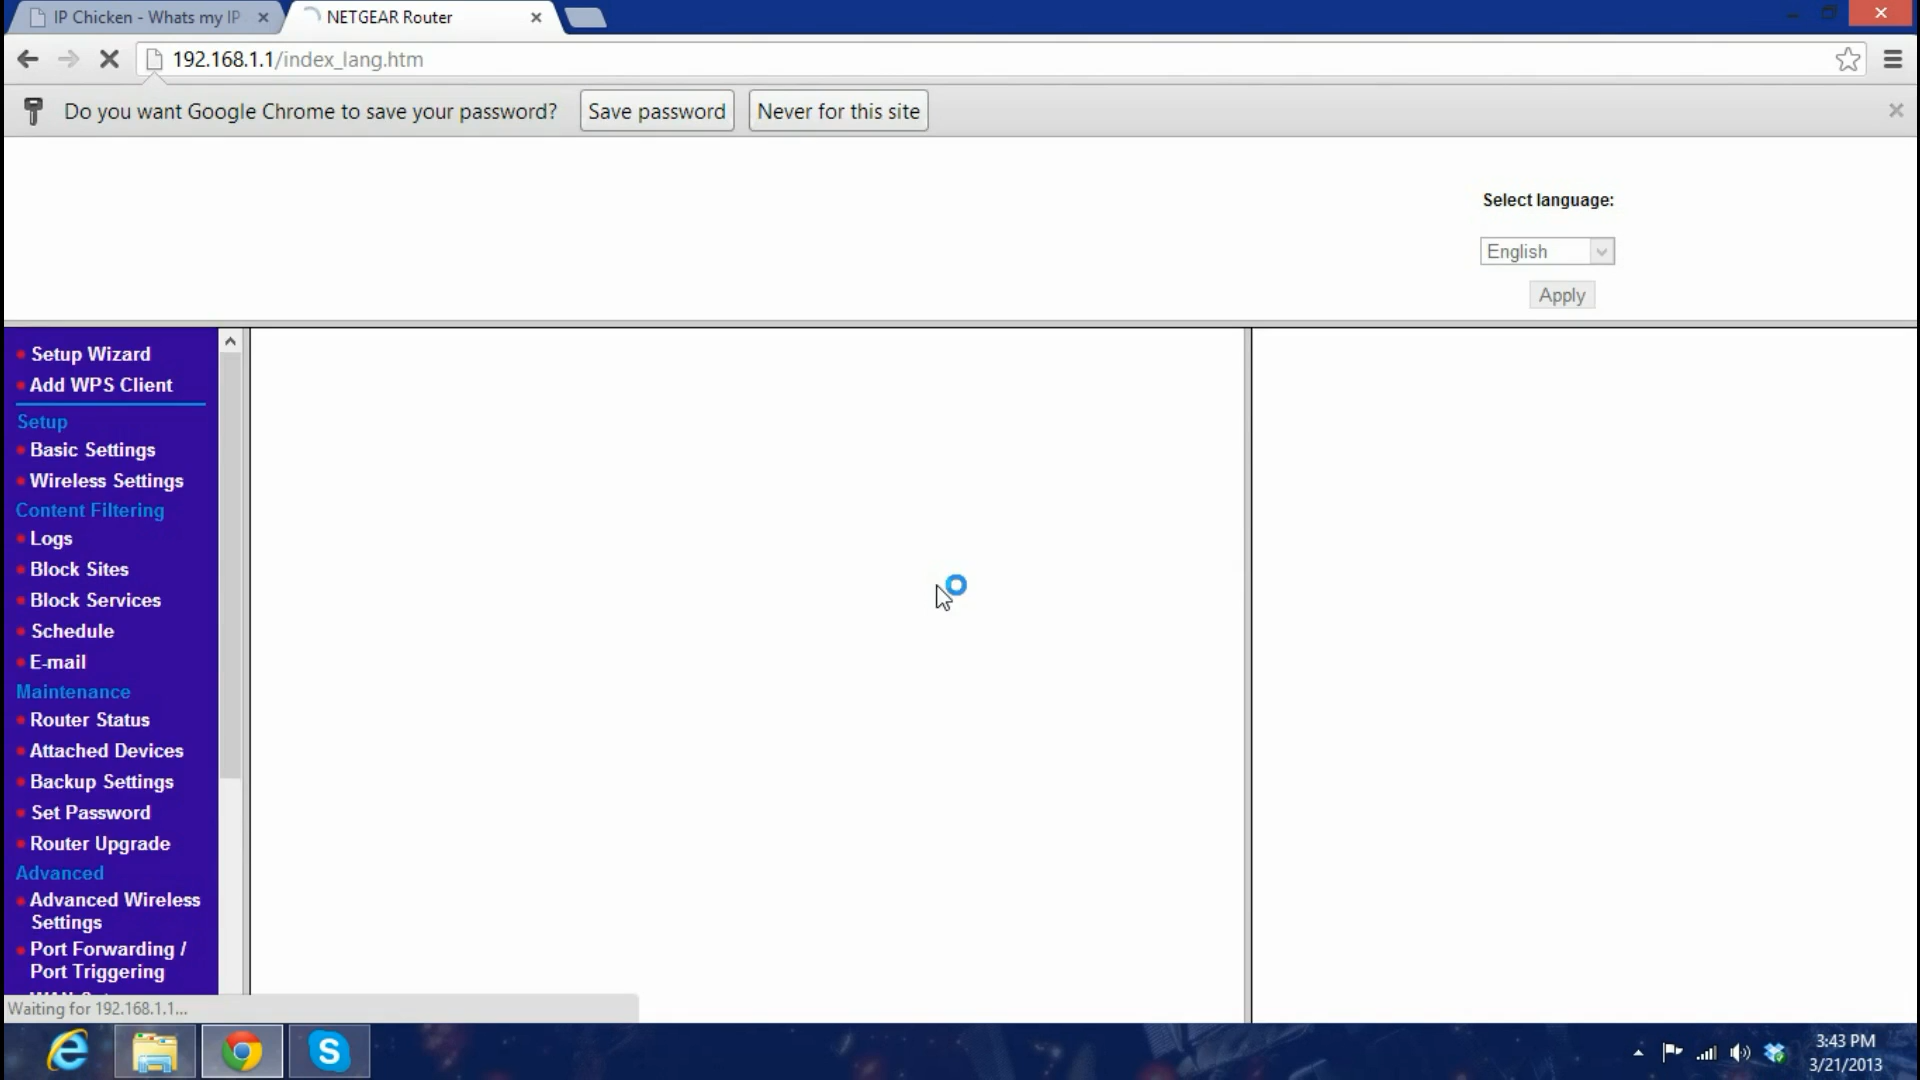 IP Chicken - Whats my IP
NETGEAR Router
192.168.1.1/index_lang.htm
Do you want Google Chrome to save your password?
Save password
Never for this site
Select language:
English
Apply
Setup Wizard
Add WPS Client
Setup
Basic Settings
Wireless Settings
Content Filtering
Logs
Block Sites
Block Services
Schedule
E-mail
Maintenance
Router Status
Attached Devices
Backup Settings
Set Password
Router Upgrade
Advanced
Advanced Wireless
Settings
Port Forwarding /
Port Triggering
Waiting for 192.168.1.1...
3:43 PM
3/21/2013